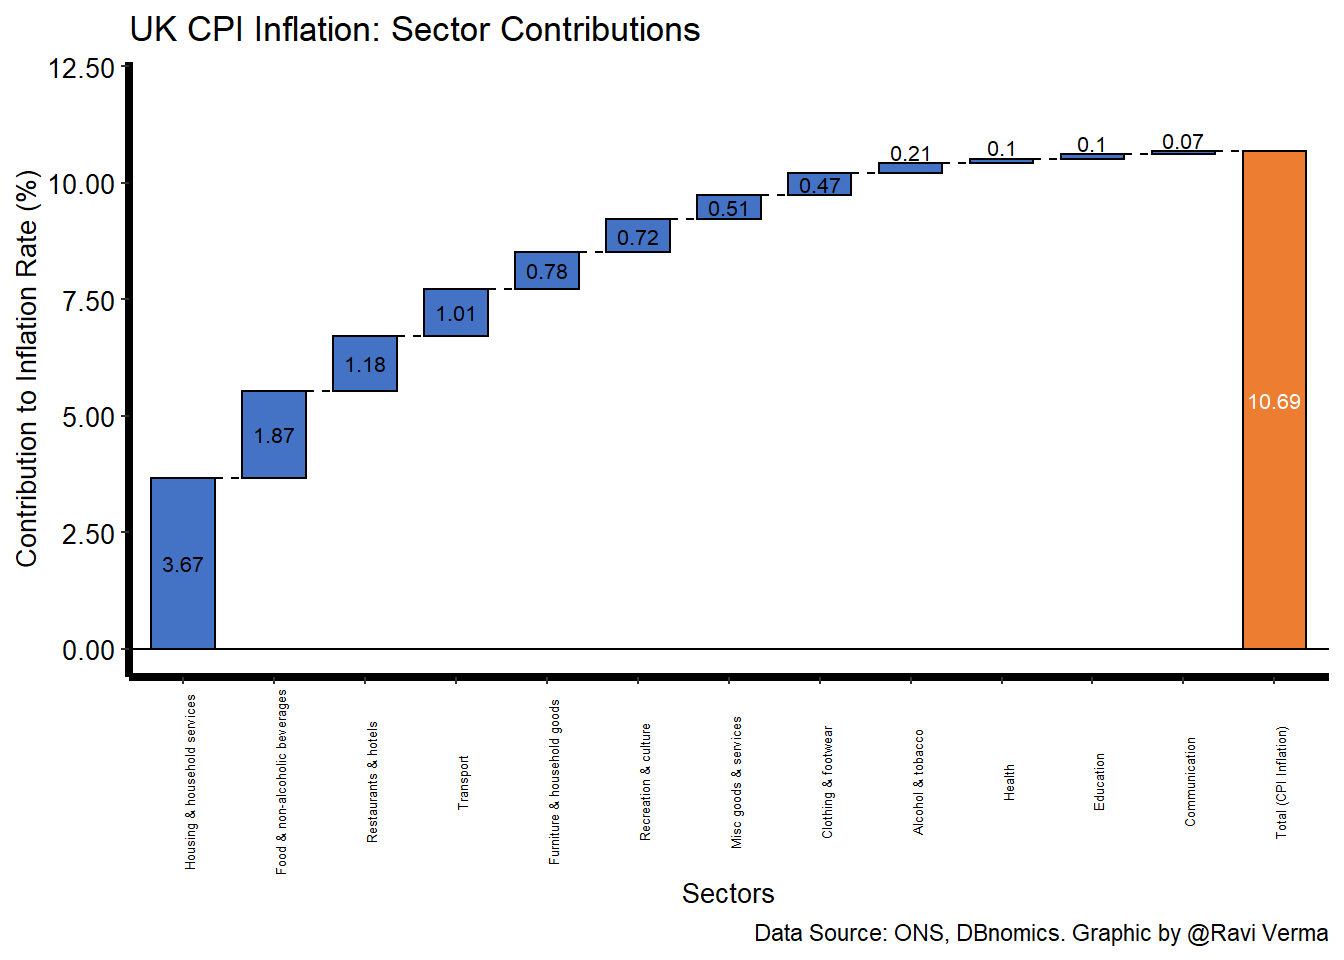 UK CPI Inflation: Sector Contributions
Contribution to Inflation Rate (%)
12.50
10.00
7.50
5.00
2.50
0.00
3.67
1.87
1.18
1.01
0.78
0.72
0.51
0.47
0.21
0.1
0.1
0.07
10.69
Housing & household services
Food & non-alcoholic beverages
Restaurants & hotels
Transport
Furniture & household goods
Recreation & culture
Misc goods & services
Clothing & footwear
Alcohol & tobacco
Health
Education
Communication
Total (CPI Inflation)
Sectors
Data Source: ONS, DBnomics. Graphic by @Ravi Verma